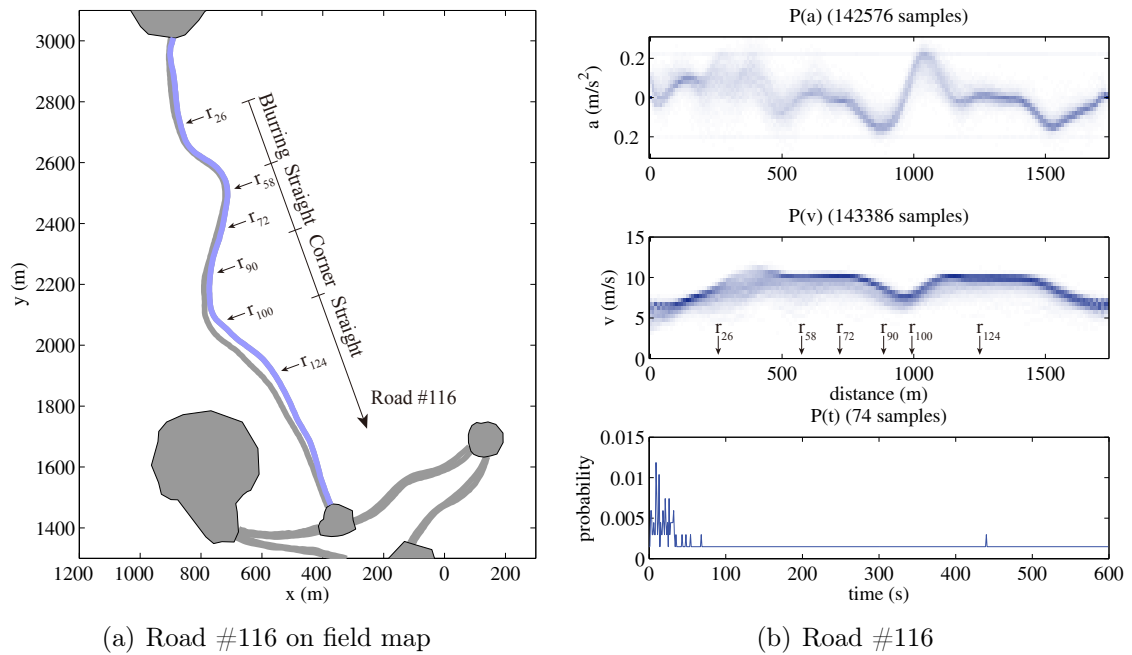 3000
2800
2600
2400
2200
2000
1800
1600
1400
y (m)
1200 1000 800 600 400 200 0 200
x (m)
r26
r58
r72
r90
r100
r124
Blurring Straight Corner Straight
Road #116
(a) Road #116 on field map
P(a) (142576 samples)
0.2
0
0.2
a (m/s²)
0 500 1000 1500
P(v) (143386 samples)
15
10
5
0
v (m/s)
r26 r58 r72 r90 r100 r124
0 500 1000 1500
distance (m)
P(t) (74 samples)
0.015
0.01
0.005
0
probability
0 100 200 300 400 500 600
time (s)
(b) Road #116